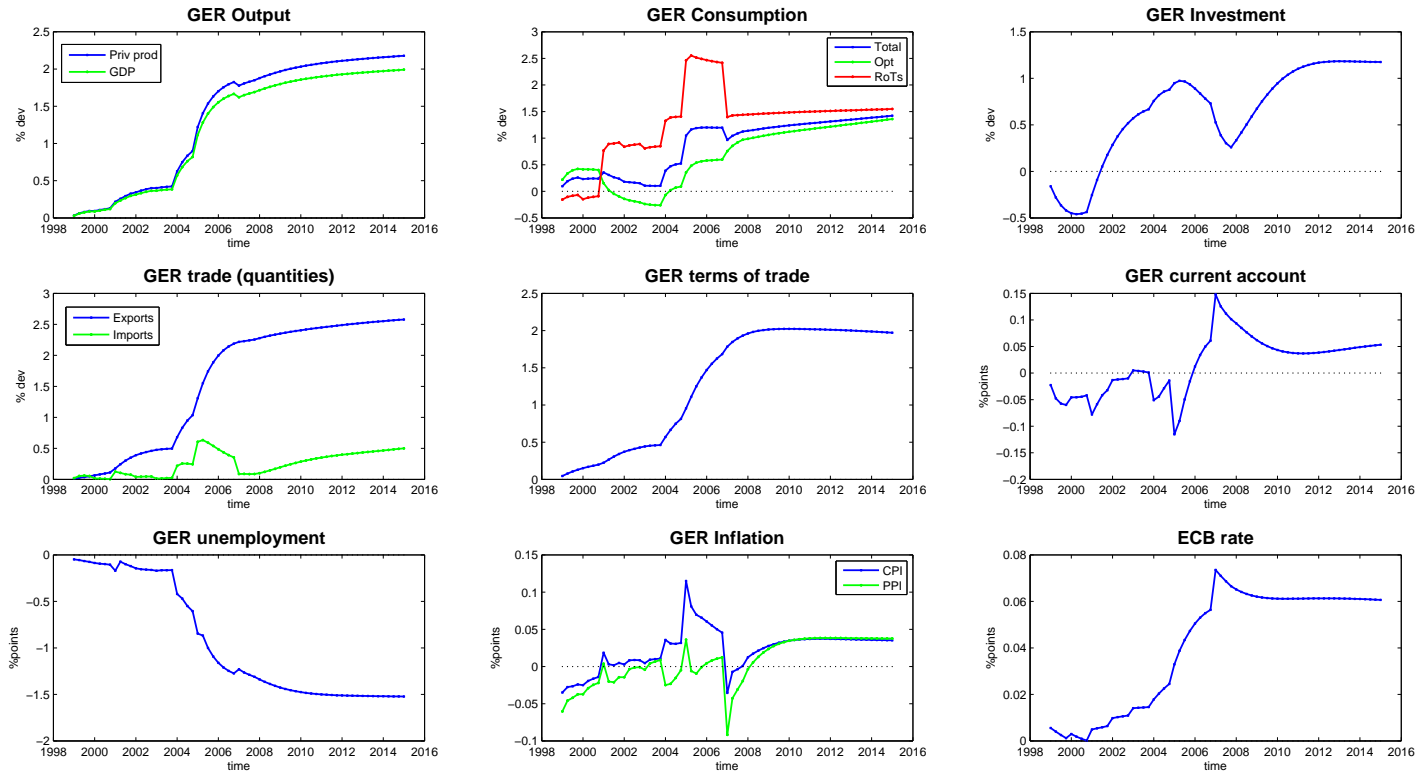 GER Output
% dev
2.5
2
1.5
1
0.5
0
Priv prod
GDP
1998 2000 2002 2004 2006 2008 2010 2012 2014 2016
time
GER Consumption
% dev
3
2.5
2
1.5
1
0.5
0
−0.5
Total
Opt
RoTs
1998 2000 2002 2004 2006 2008 2010 2012 2014 2016
time
GER Investment
% dev
1.5
1
0.5
0
−0.5
1998 2000 2002 2004 2006 2008 2010 2012 2014 2016
time
GER trade (quantities)
% dev
3
2.5
2
1.5
1
0.5
0
Exports
Imports
1998 2000 2002 2004 2006 2008 2010 2012 2014 2016
time
GER terms of trade
2.5
2
1.5
1
0.5
0
1998 2000 2002 2004 2006 2008 2010 2012 2014 2016
time
GER current account
%points
0.15
0.1
0.05
0
−0.05
−0.1
−0.15
−0.2
1998 2000 2002 2004 2006 2008 2010 2012 2014 2016
time
GER unemployment
%points
0
−0.5
−1
−1.5
−2
1998 2000 2002 2004 2006 2008 2010 2012 2014 2016
time
GER Inflation
%points
0.15
0.1
0.05
0
−0.05
−0.1
CPI
PPI
1998 2000 2002 2004 2006 2008 2010 2012 2014 2016
time
ECB rate
%points
0.08
0.06
0.04
0.02
0
1998 2000 2002 2004 2006 2008 2010 2012 2014 2016
time